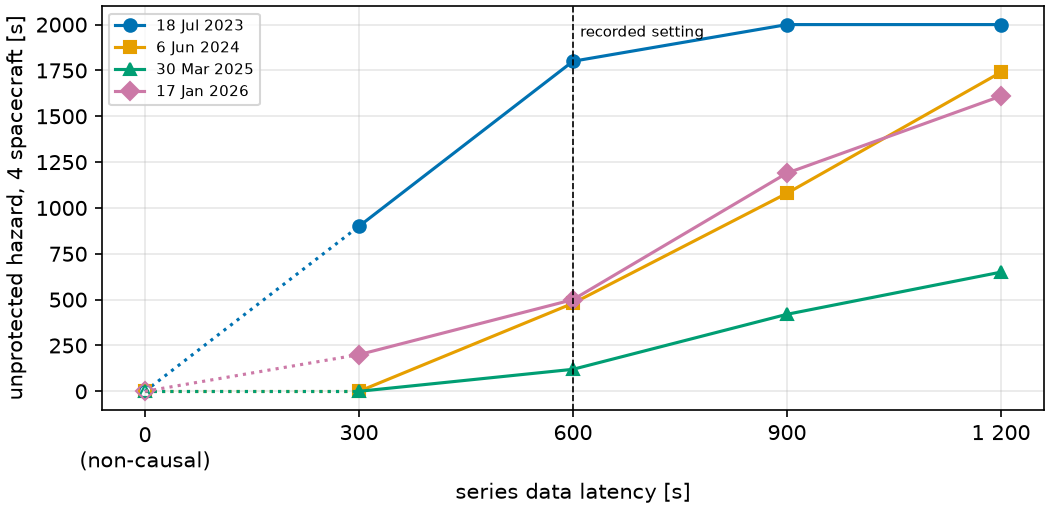 unprotected hazard, 4 spacecraft [s]
2000
1750
1500
1250
1000
750
500
250
0
18 Jul 2023
6 Jun 2024
30 Mar 2025
17 Jan 2026
recorded setting
0 300 600 900 1 200
(non-causal)
series data latency [s]